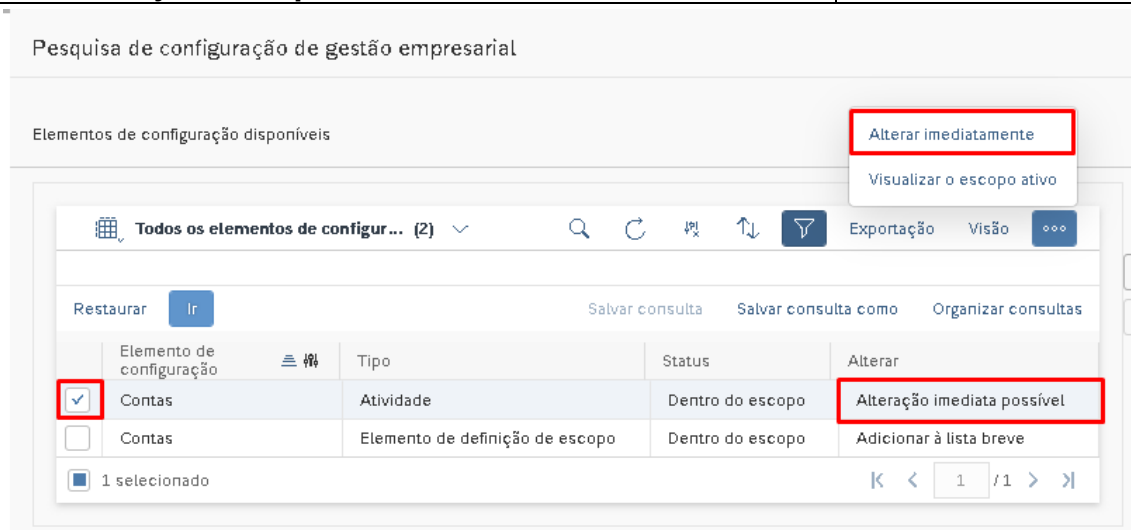 Pesquisa de configuração de gestão empresarial
Elementos de configuração disponíveis
Alterar imediatamente
Visualizar o escopo ativo
Todos os elementos de configur... (2)
Exportação Visão
Restaurar Ir Salvar consulta Salvar consulta como Organizar consultas
Elemento de configuração Tipo Status Alterar
Contas Atividade Dentro do escopo Alteração imediata possível
Contas Elemento de definição de escopo Dentro do escopo Adicionar à lista breve
1 selecionado 1 / 1